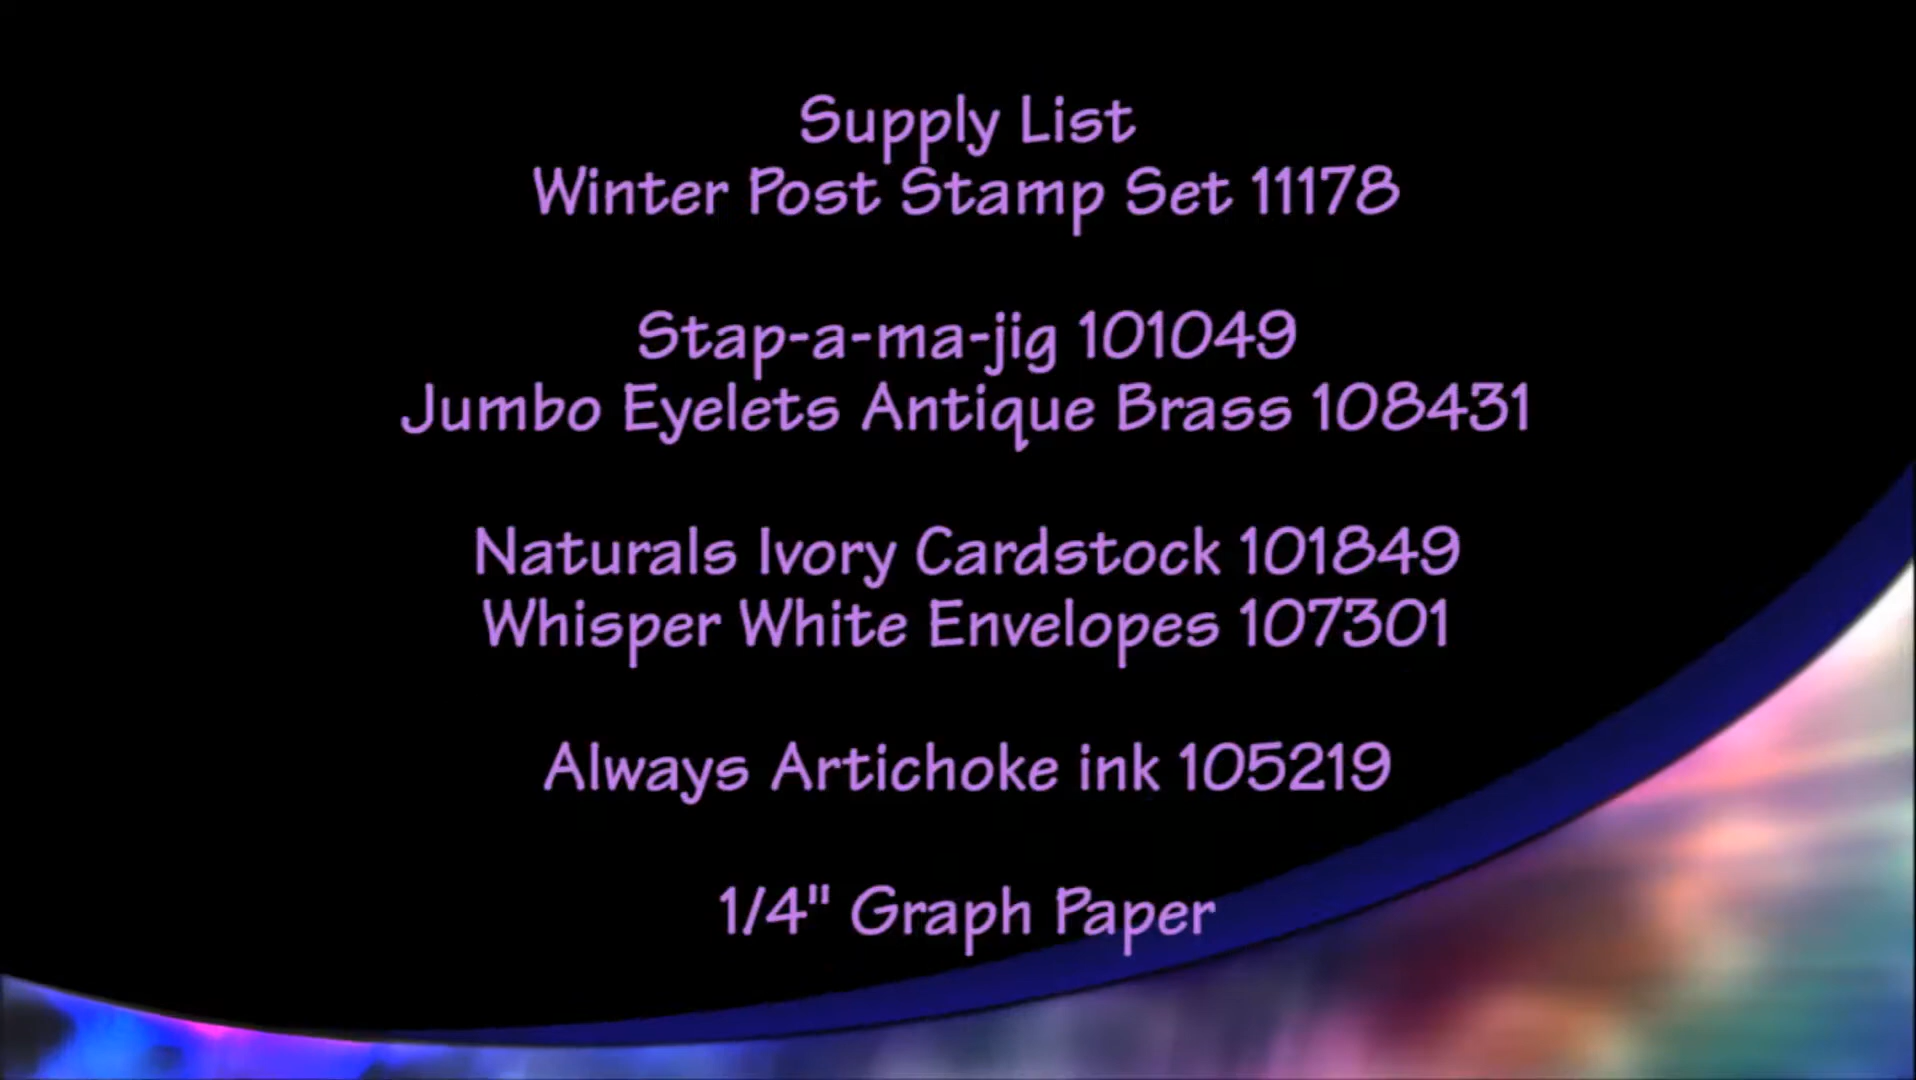 Supply List
Winter Post Stamp Set 11178
Stap-a-ma-jig 101049
Jumbo Eyelets Antique Brass 108431
Naturals Ivory Cardstock 101849
Whisper White Envelopes 107301
Always Artichoke ink 105219
1/4" Graph Paper